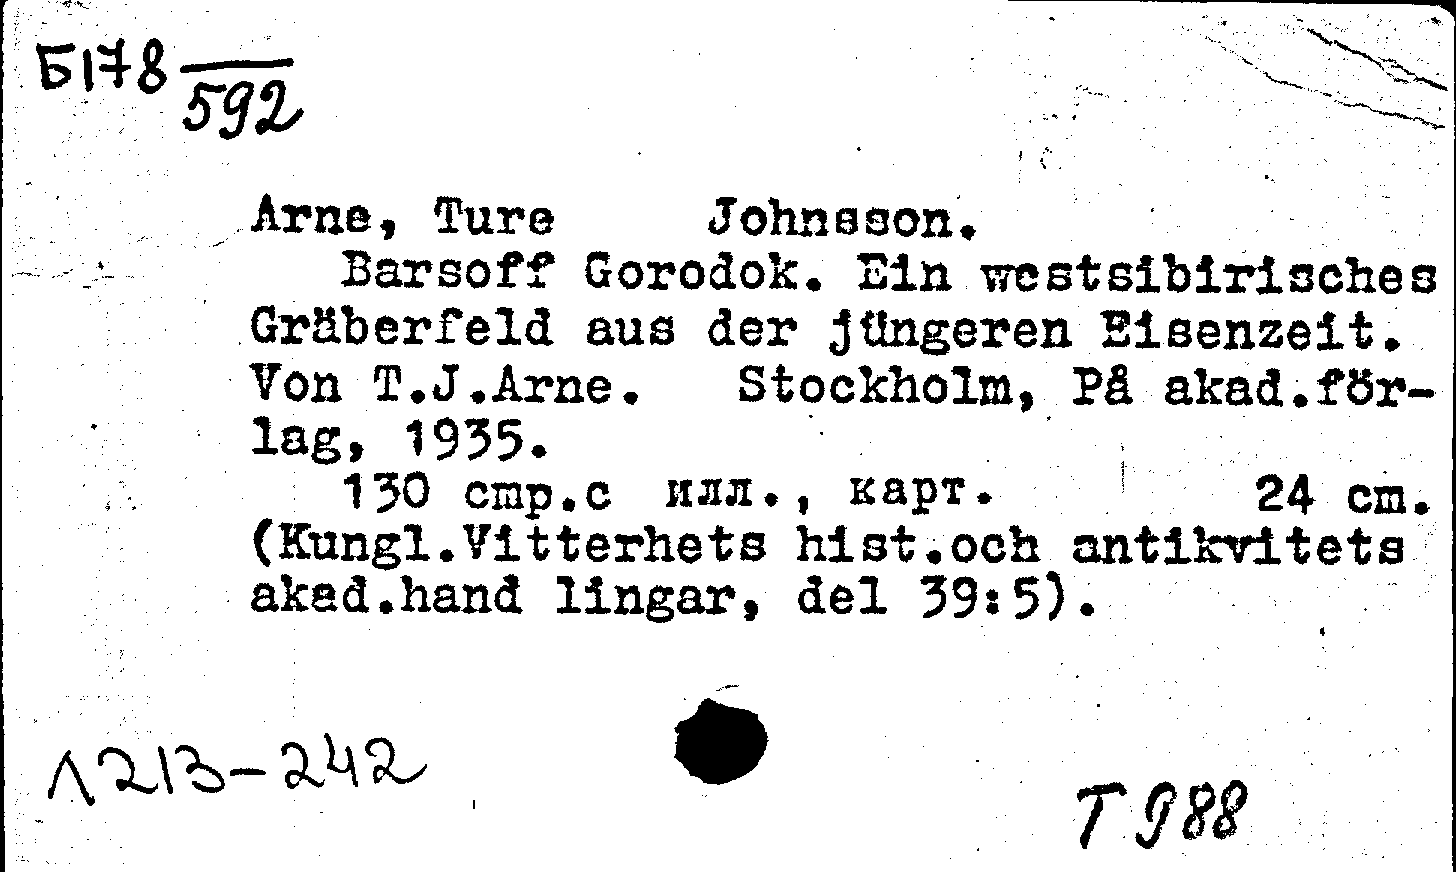 Б178
592
Arne, Ture Johnsson.
Barsoff Gorodok. Ein westsibirisches
Gräberfeld aus der jüngeren Eisenzeit.
Von T.J.Arne. Stockholm, På akad.för-
lag, 1935.
130 стр.с илл., карт. 24 cm.
(Kungl.Vitterhets hist.och antikvitets
akad.hand lingar, del 39:5).
Л213-242
T 988